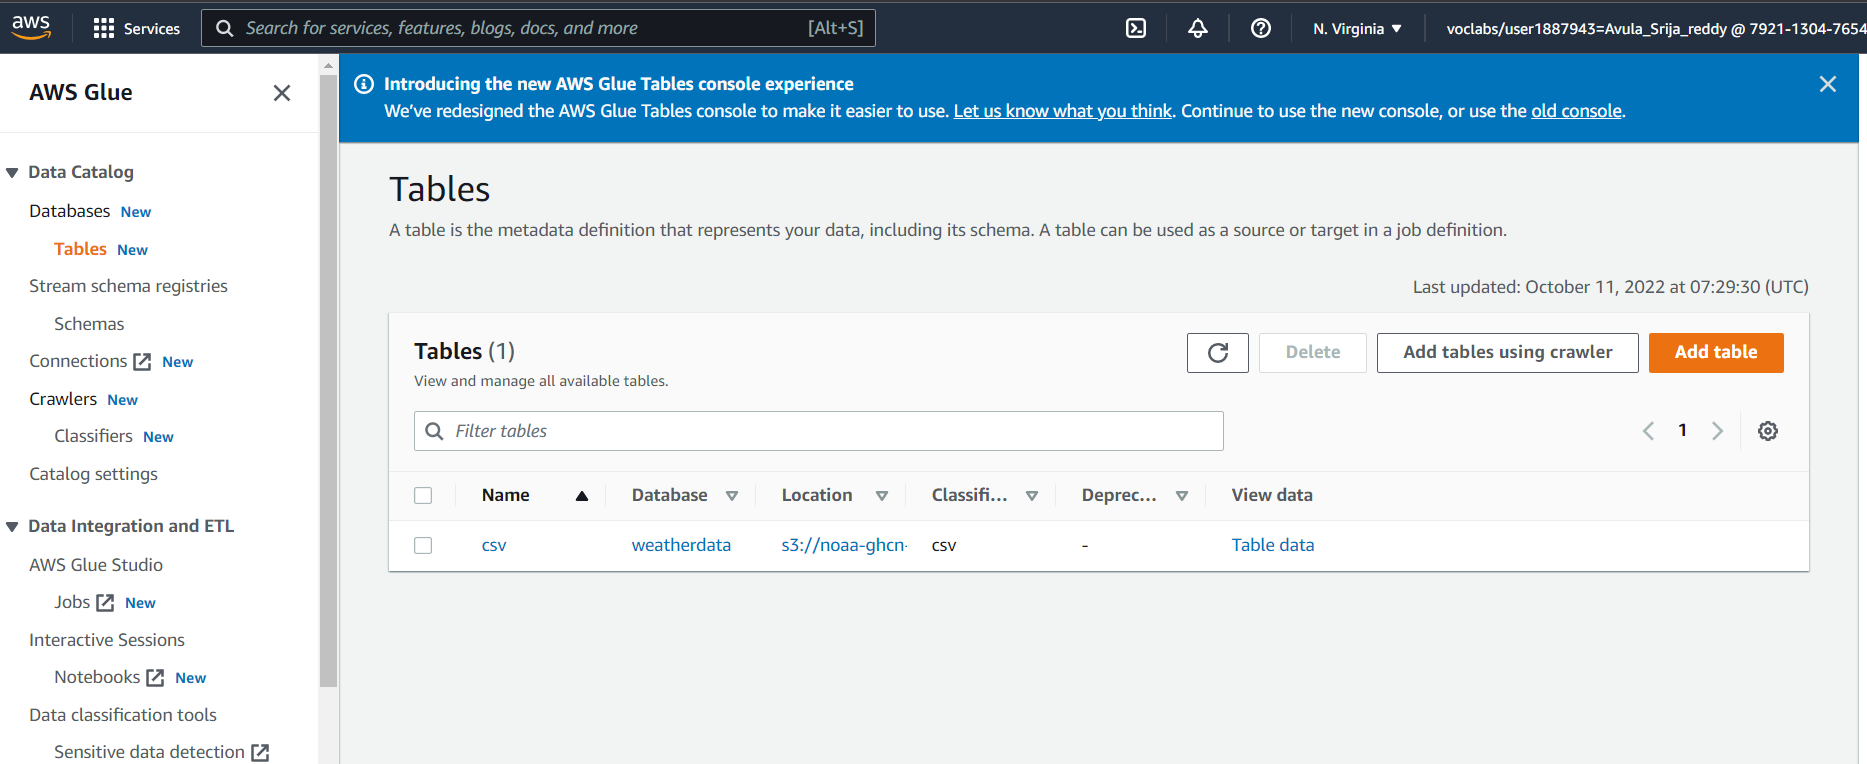 aws
Services
Search for services, features, blogs, docs, and more
[Alt+S]
N. Virginia
voclabs/user1887943=Avula_Srija_reddy @ 7921-1304-7654
AWS Glue
Data Catalog
Databases New
Tables New
Stream schema registries
Schemas
Connections New
Crawlers New
Classifiers New
Catalog settings
Data Integration and ETL
AWS Glue Studio
Jobs New
Interactive Sessions
Notebooks New
Data classification tools
Sensitive data detection
Introducing the new AWS Glue Tables console experience
We've redesigned the AWS Glue Tables console to make it easier to use. Let us know what you think. Continue to use the new console, or use the old console.
Tables
A table is the metadata definition that represents your data, including its schema. A table can be used as a source or target in a job definition.
Last updated: October 11, 2022 at 07:29:30 (UTC)
Tables (1)
View and manage all available tables.
Delete
Add tables using crawler
Add table
Filter tables
1
Name Database Location Classifi... Deprec... View data
csv weatherdata s3://noaa-ghcn- csv - Table data